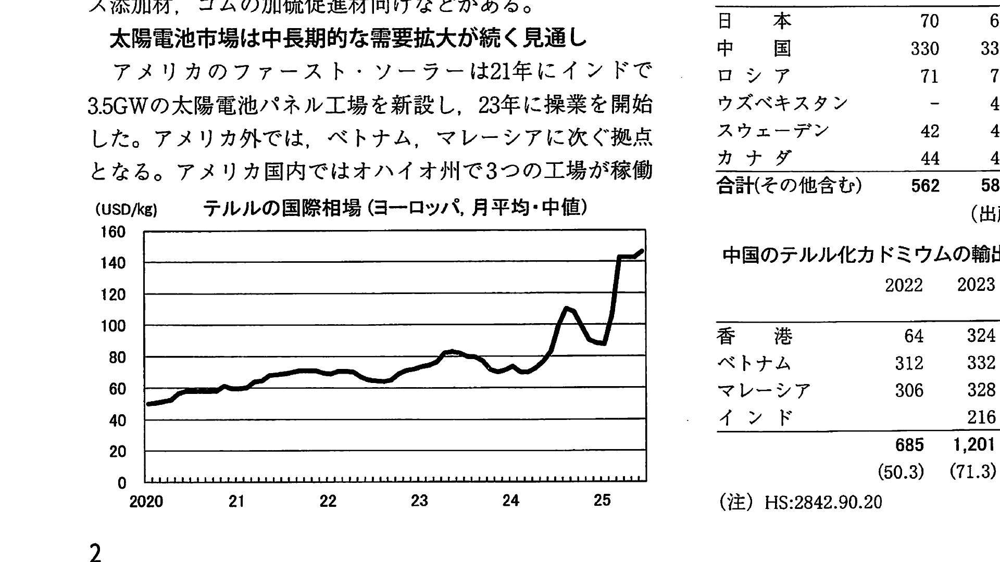 ス添加材，ゴムの加硫促進材向けなどがある。
太陽電池市場は中長期的な需要拡大が続く見通し
アメリカのファースト・ソーラーは21年にインドで
3.5GWの太陽電池パネル工場を新設し，23年に操業を開始
した。アメリカ外では，ベトナム，マレーシアに次ぐ拠点
となる。アメリカ国内ではオハイオ州で3つの工場が稼働
(USD/kg) テルルの国際相場（ヨーロッパ，月平均・中値）
160
140
120
100
80
60
40
20
0
2020 21 22 23 24 25
2
日本 70 6
中国 330 33
ロシア 71 7
ウズベキスタン － 4
スウェーデン 42 4
カナダ 44 4
合計(その他含む) 562 58
（出
中国のテルル化カドミウムの輸出
2022 2023
香港 64 324
ベトナム 312 332
マレーシア 306 328
インド 216
685 1,201
(50.3) (71.3)
（注）HS:2842.90.20